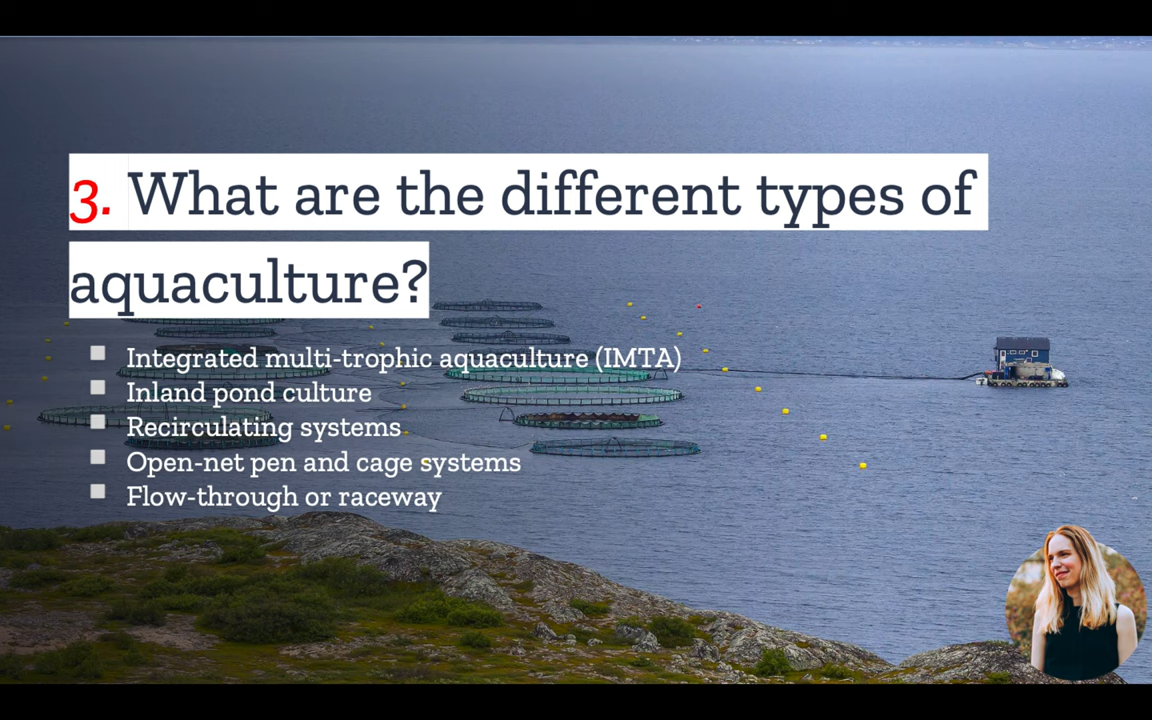 3. What are the different types of
aquaculture?
Integrated multi-trophic aquaculture (IMTA)
Inland pond culture
Recirculating systems
Open-net pen and cage systems
Flow-through or raceway